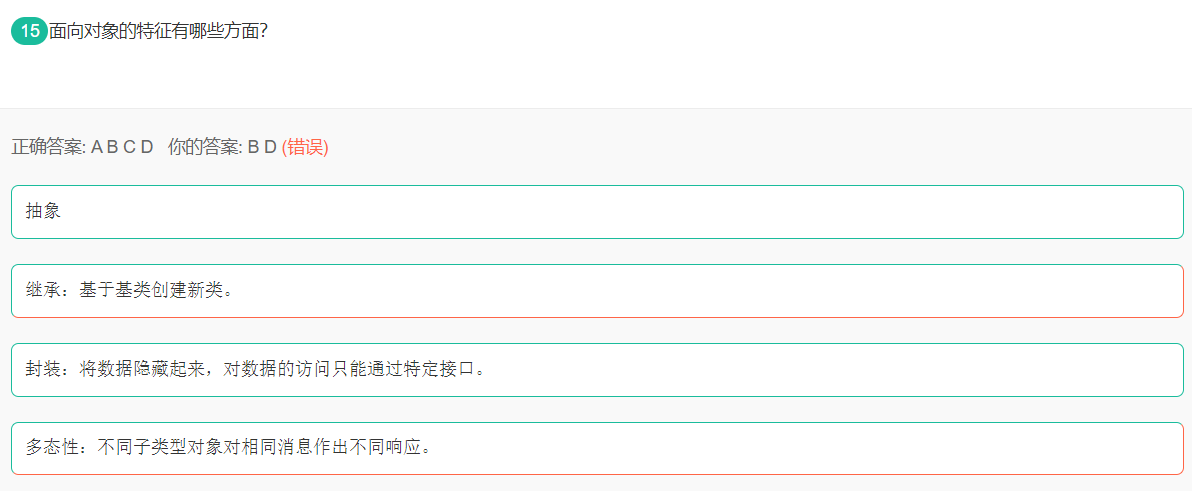 15 面向对象的特征有哪些方面?
正确答案: A B C D 你的答案: B D (错误)
抽象
继承：基于基类创建新类。
封装：将数据隐藏起来，对数据的访问只能通过特定接口。
多态性：不同子类型对象对相同消息作出不同响应。